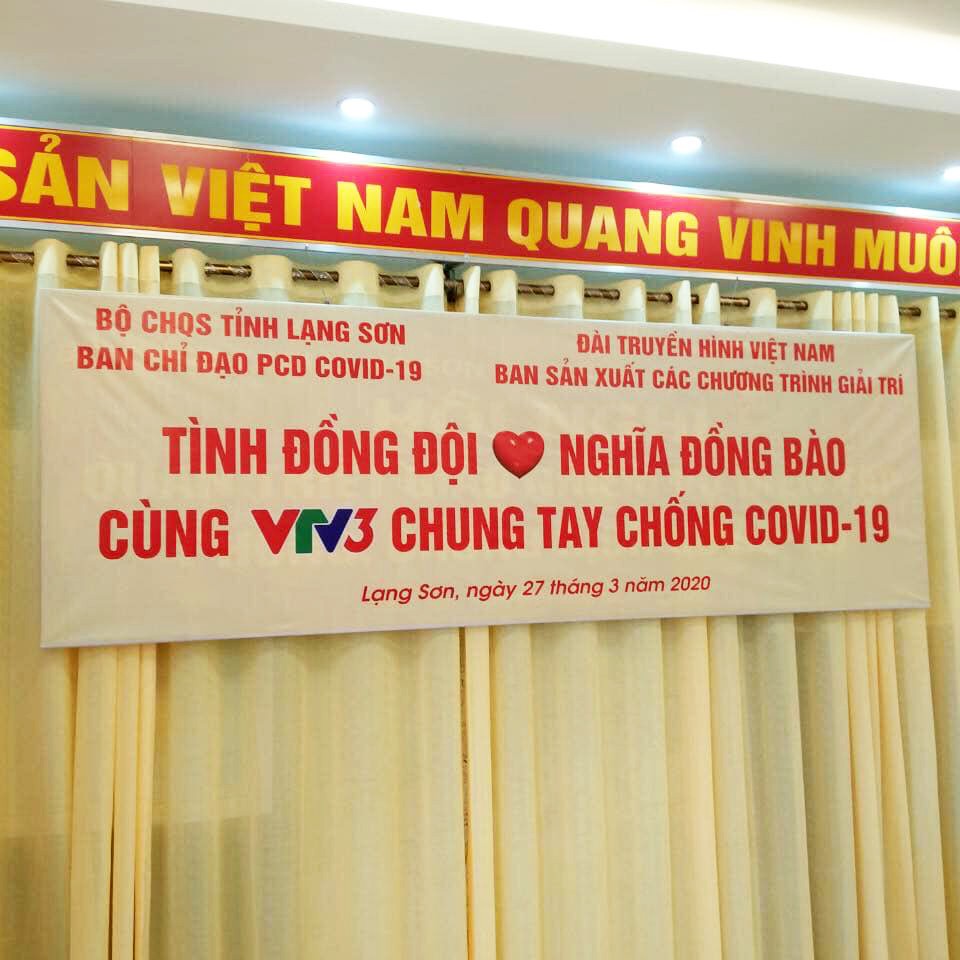 SẢN VIỆT NAM QUANG VINH MUÔ
BỘ CHQS TỈNH LẠNG SƠN
BAN CHỈ ĐẠO PCD COVID-19
ĐÀI TRUYỀN HÌNH VIỆT NAM
BAN SẢN XUẤT CÁC CHƯƠNG TRÌNH GIẢI TRÍ
TÌNH ĐỒNG ĐỘI NGHĨA ĐỒNG BÀO
CÙNG VTV3 CHUNG TAY CHỐNG COVID-19
Lạng Sơn, ngày 27 tháng 3 năm 2020